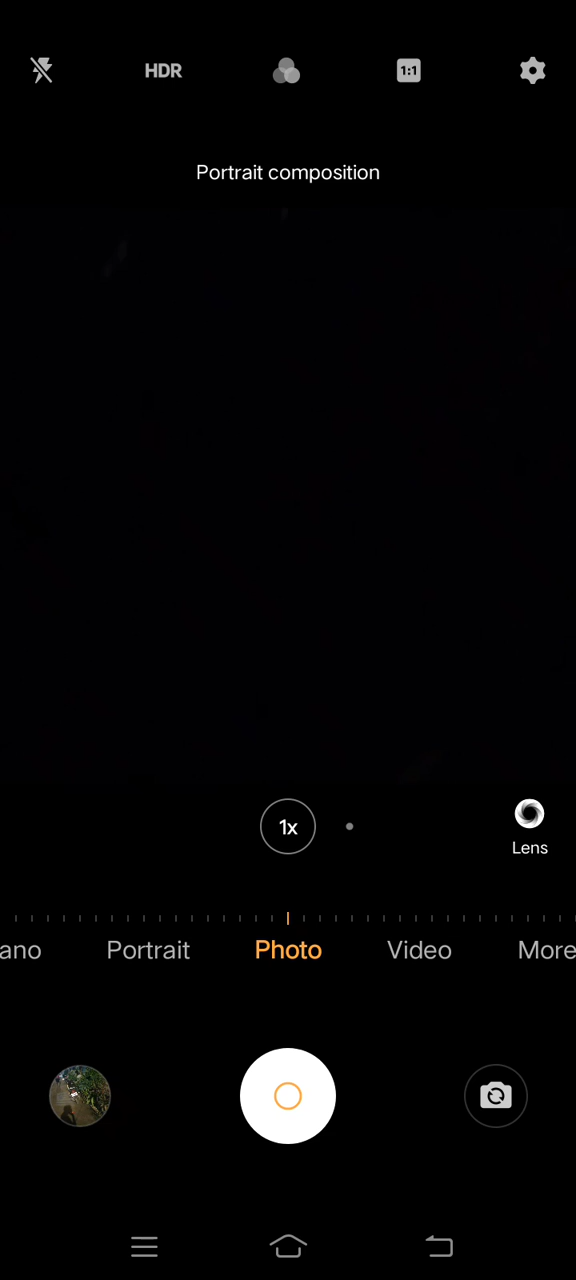 HDR
1:1
Portrait composition
1x
Lens
ano Portrait Photo Video More